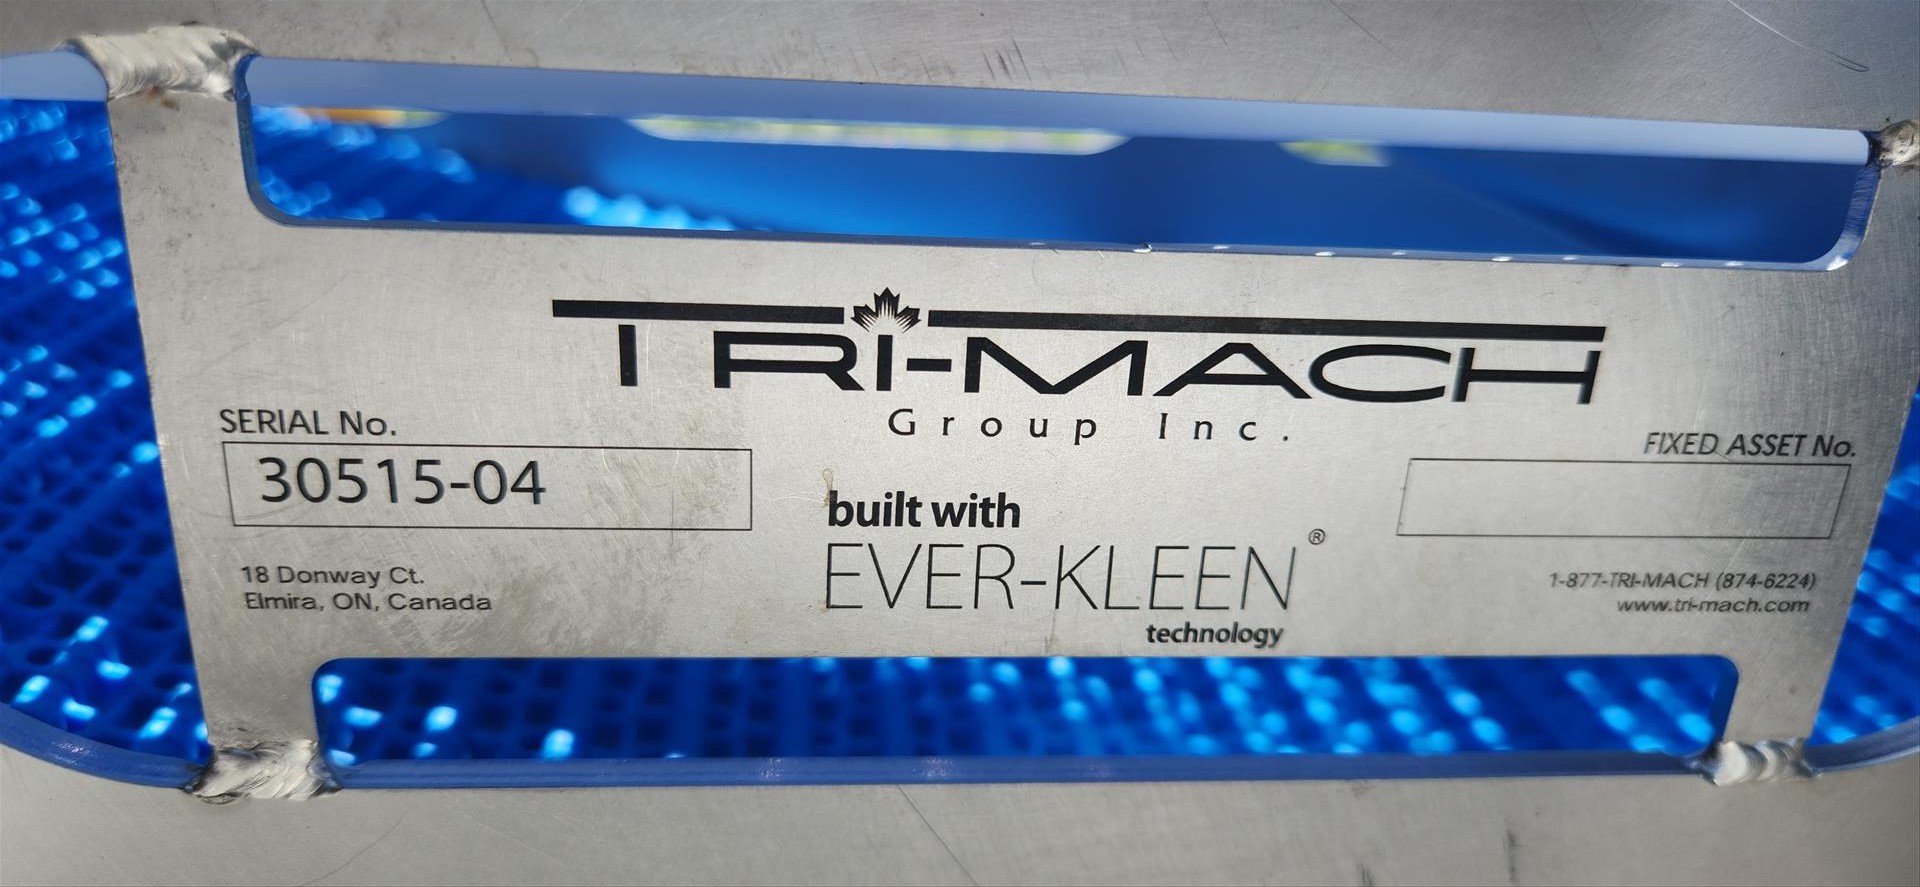 TRI-MACH
Group Inc.
SERIAL No.
30515-04
18 Donway Ct.
Elmira, ON, Canada
built with
EVER-KLEEN®
technology
FIXED ASSET No.
1-877-TRI-MACH (874-6224)
www.tri-mach.com